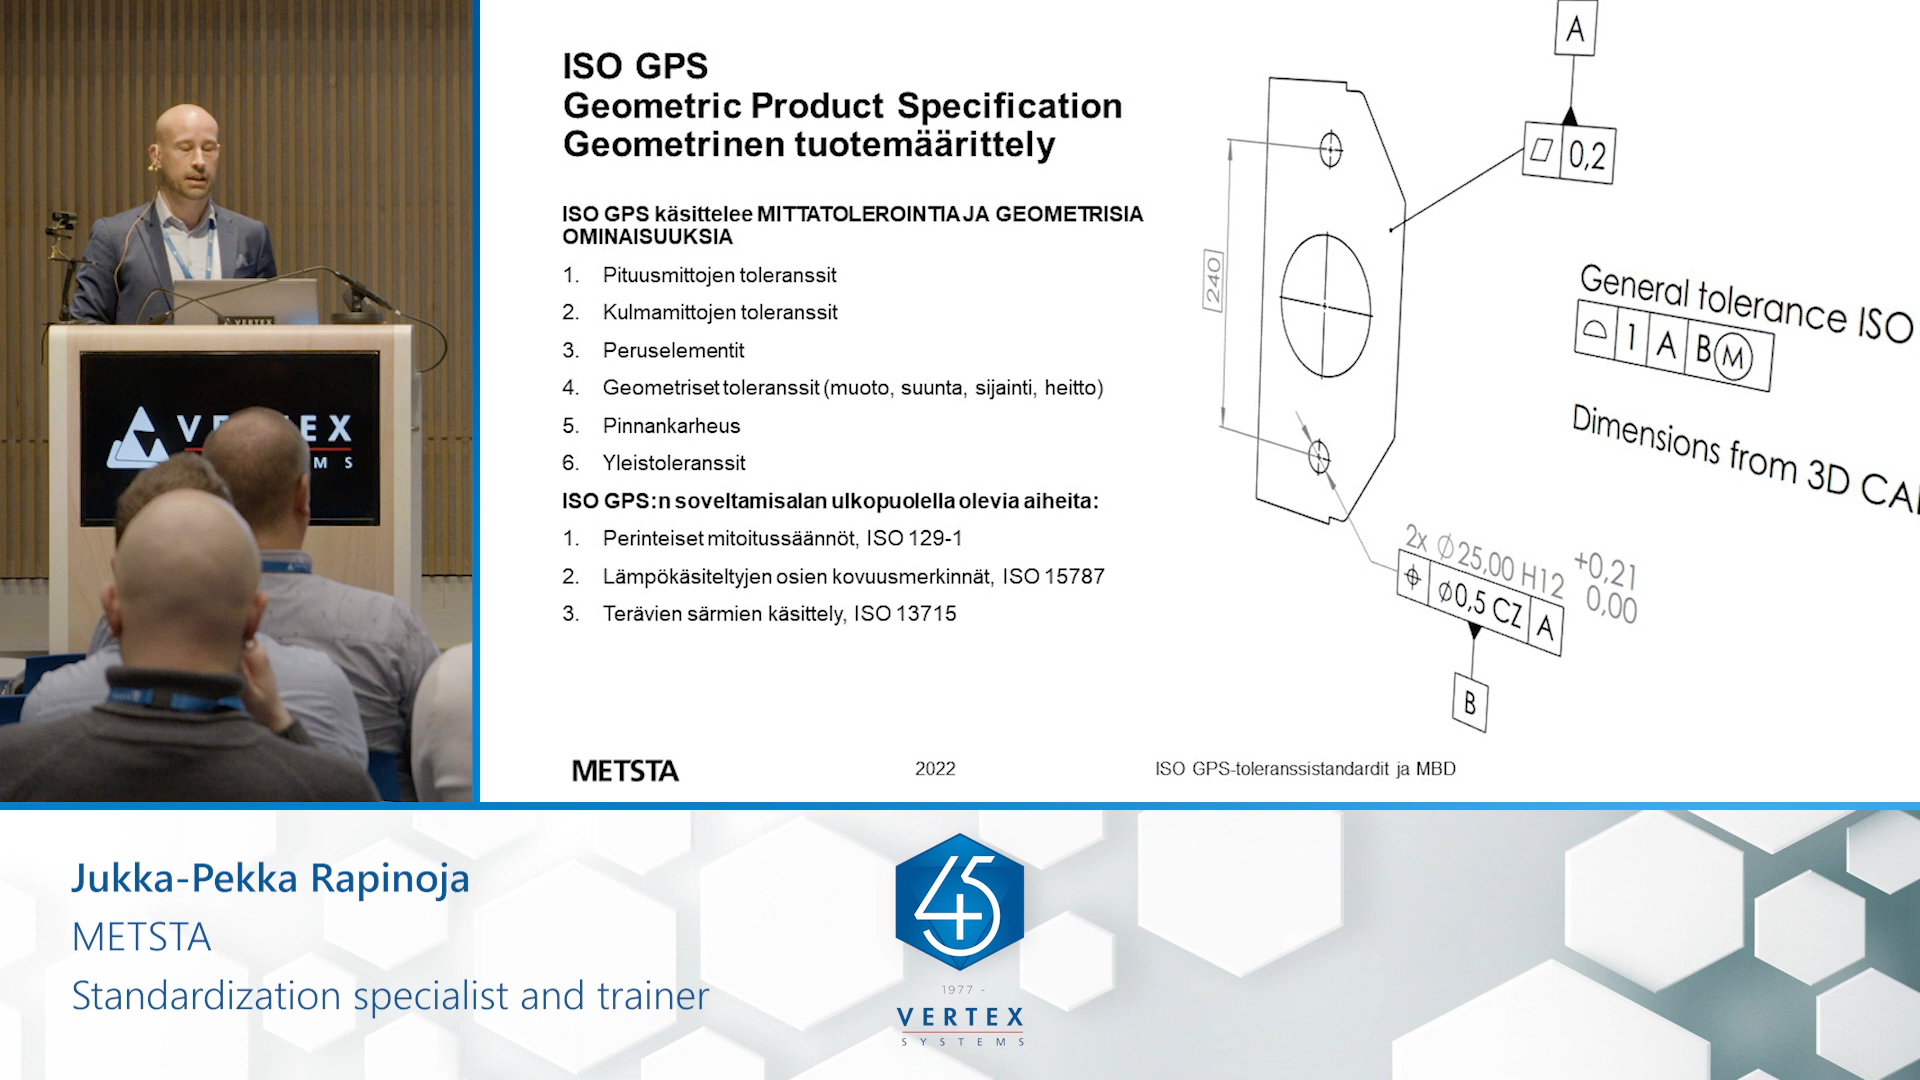 ISO GPS
Geometric Product Specification
Geometrinen tuotemäärittely
ISO GPS käsittelee MITTATOLEROINTIA JA GEOMETRISIA
OMINAISUUKSIA
1. Pituusmittojen toleranssit
2. Kulmamittojen toleranssit
3. Peruselementit
4. Geometriset toleranssit (muoto, suunta, sijainti, heitto)
5. Pinnankarheus
6. Yleistoleranssit
ISO GPS:n soveltamisalan ulkopuolella olevia aiheita:
1. Perinteiset mitoitussäännöt, ISO 129-1
2. Lämpökäsiteltyjen osien kovuusmerkinnät, ISO 15787
3. Terävien särmien käsittely, ISO 13715
METSTA
2022
ISO GPS-toleranssistandardit ja MBD
A
0,2
240
General tolerance ISO
1 A B Ⓜ
Dimensions from 3D CA
2x Ø25,00 H12 +0,21
0,00
⌖ Ø0,5 CZ A
B
VERTEX
Jukka-Pekka Rapinoja
METSTA
Standardization specialist and trainer
45
1977 -
VERTEX
SYSTEMS